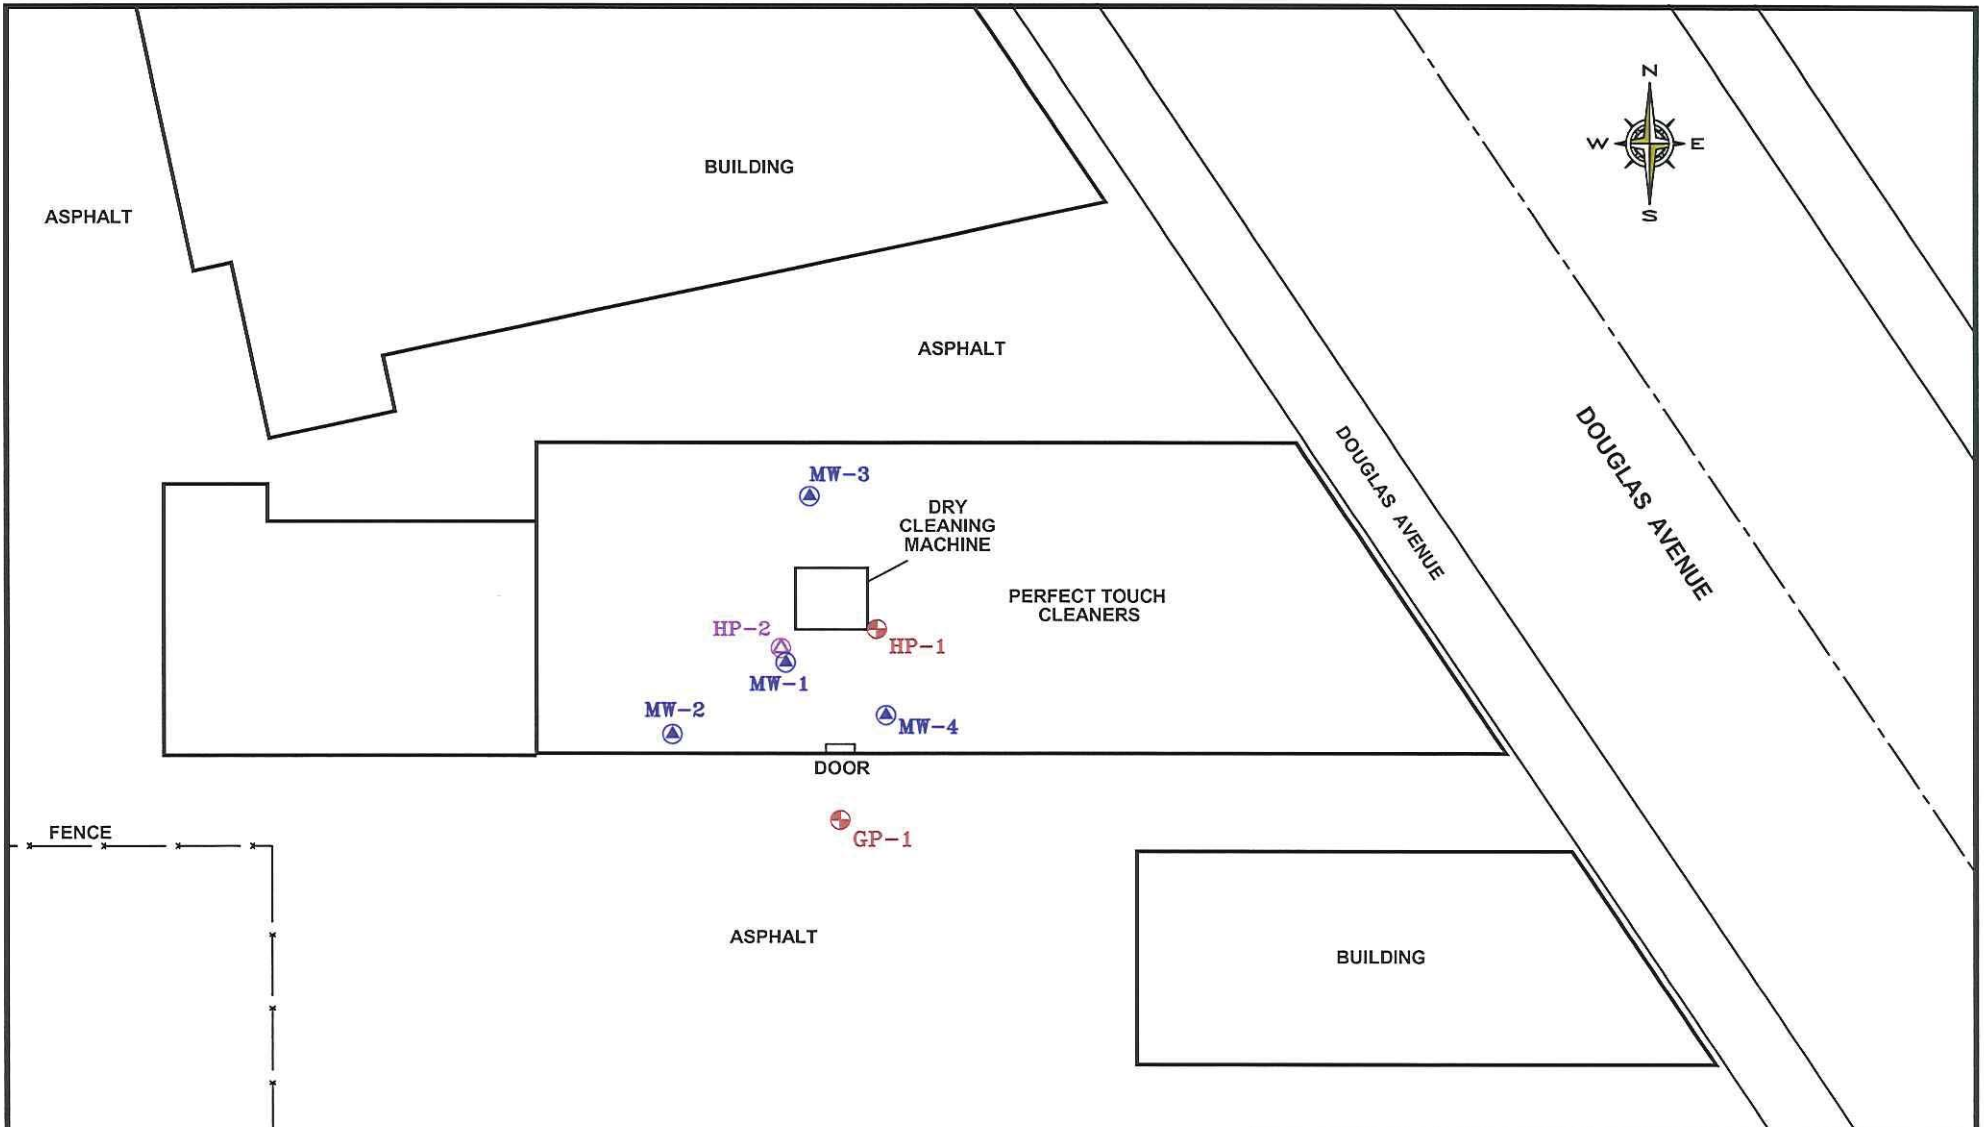 N
W E
S
BUILDING
ASPHALT
ASPHALT
DOUGLAS AVENUE
DOUGLAS AVENUE
MW-3
DRY
CLEANING
MACHINE
PERFECT TOUCH
CLEANERS
HP-2
HP-1
MW-1
MW-2
MW-4
DOOR
FENCE
GP-1
ASPHALT
BUILDING